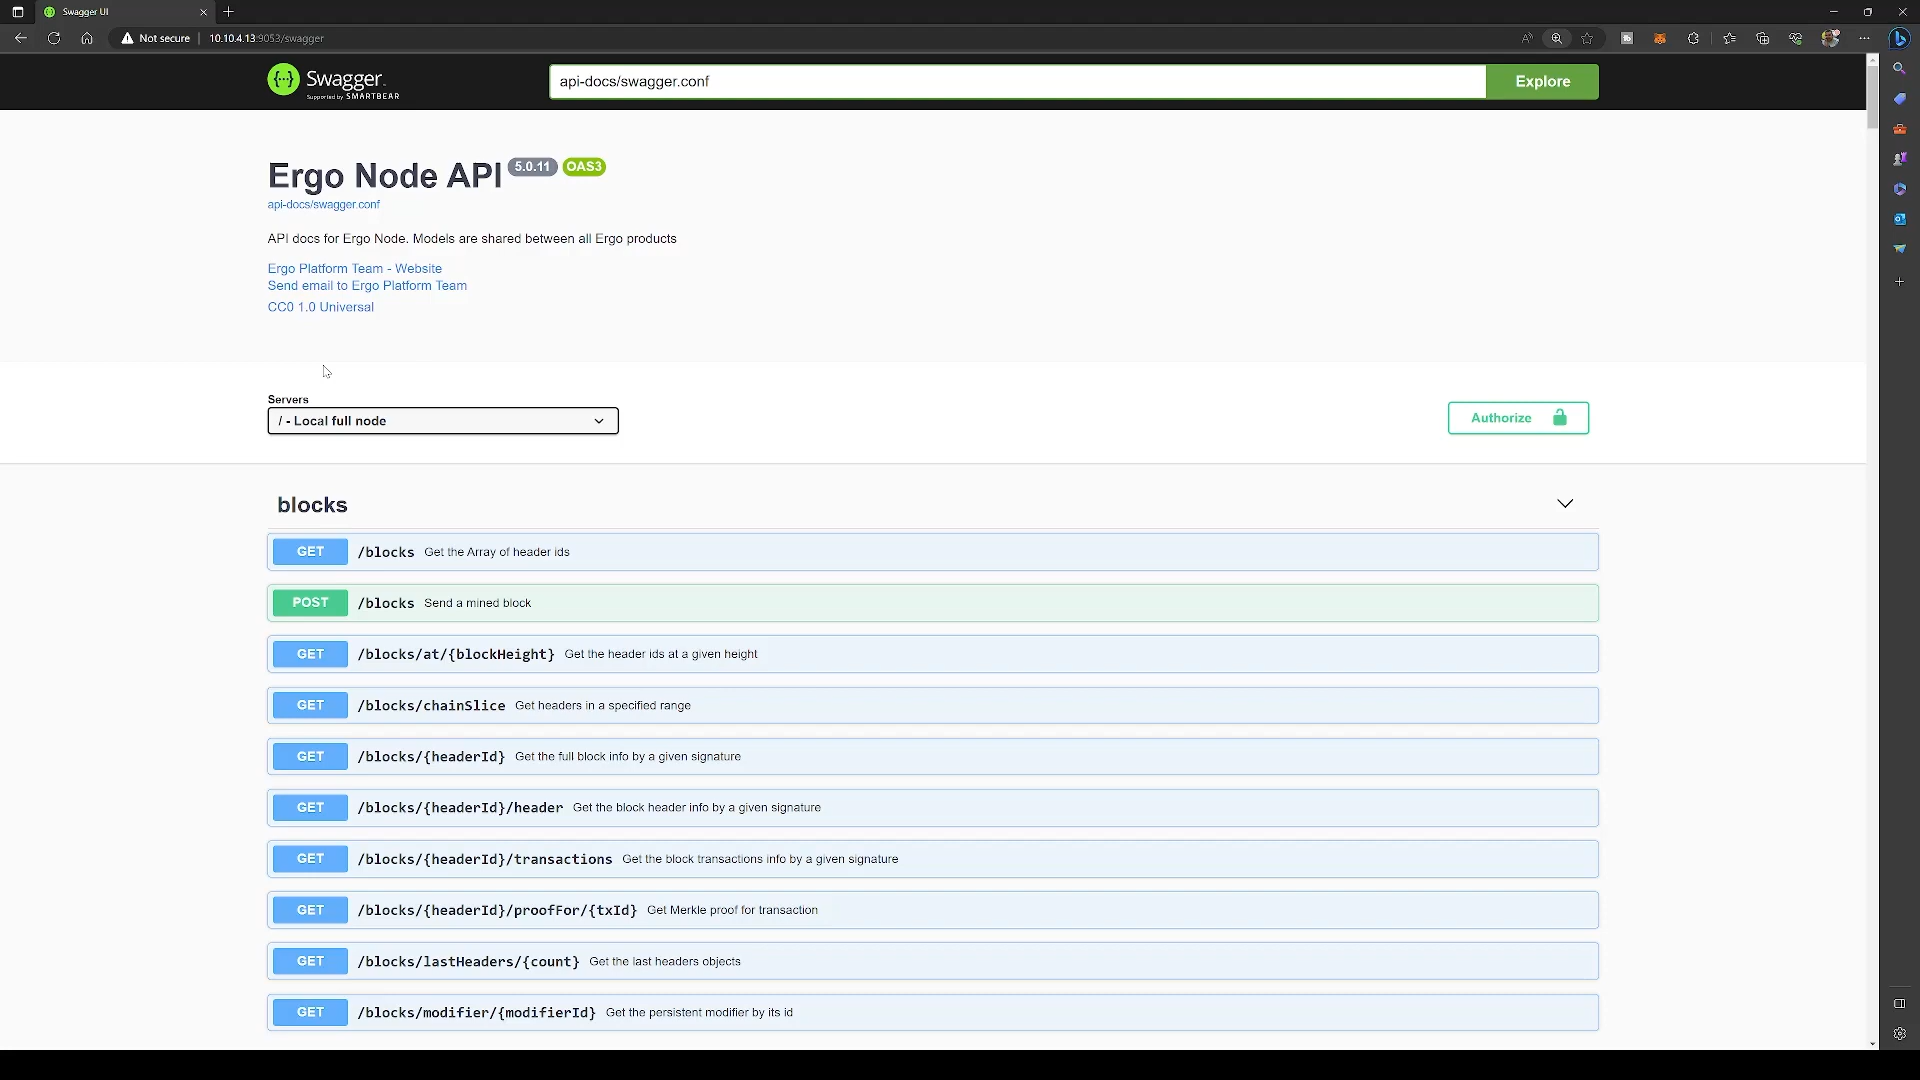 Swagger UI
Not secure
10.10.4.13:9053/swagger
Swagger
Supported by SMARTBEAR
api-docs/swagger.conf
Explore
Ergo Node API 5.0.11 OAS3
api-docs/swagger.conf
API docs for Ergo Node. Models are shared between all Ergo products
Ergo Platform Team - Website
Send email to Ergo Platform Team
CC0 1.0 Universal
Servers
/ - Local full node
Authorize
blocks
GET /blocks Get the Array of header ids
POST /blocks Send a mined block
GET /blocks/at/{blockHeight} Get the header ids at a given height
GET /blocks/chainSlice Get headers in a specified range
GET /blocks/{headerId} Get the full block info by a given signature
GET /blocks/{headerId}/header Get the block header info by a given signature
GET /blocks/{headerId}/transactions Get the block transactions info by a given signature
GET /blocks/{headerId}/proofFor/{txId} Get Merkle proof for transaction
GET /blocks/lastHeaders/{count} Get the last headers objects
GET /blocks/modifier/{modifierId} Get the persistent modifier by its id